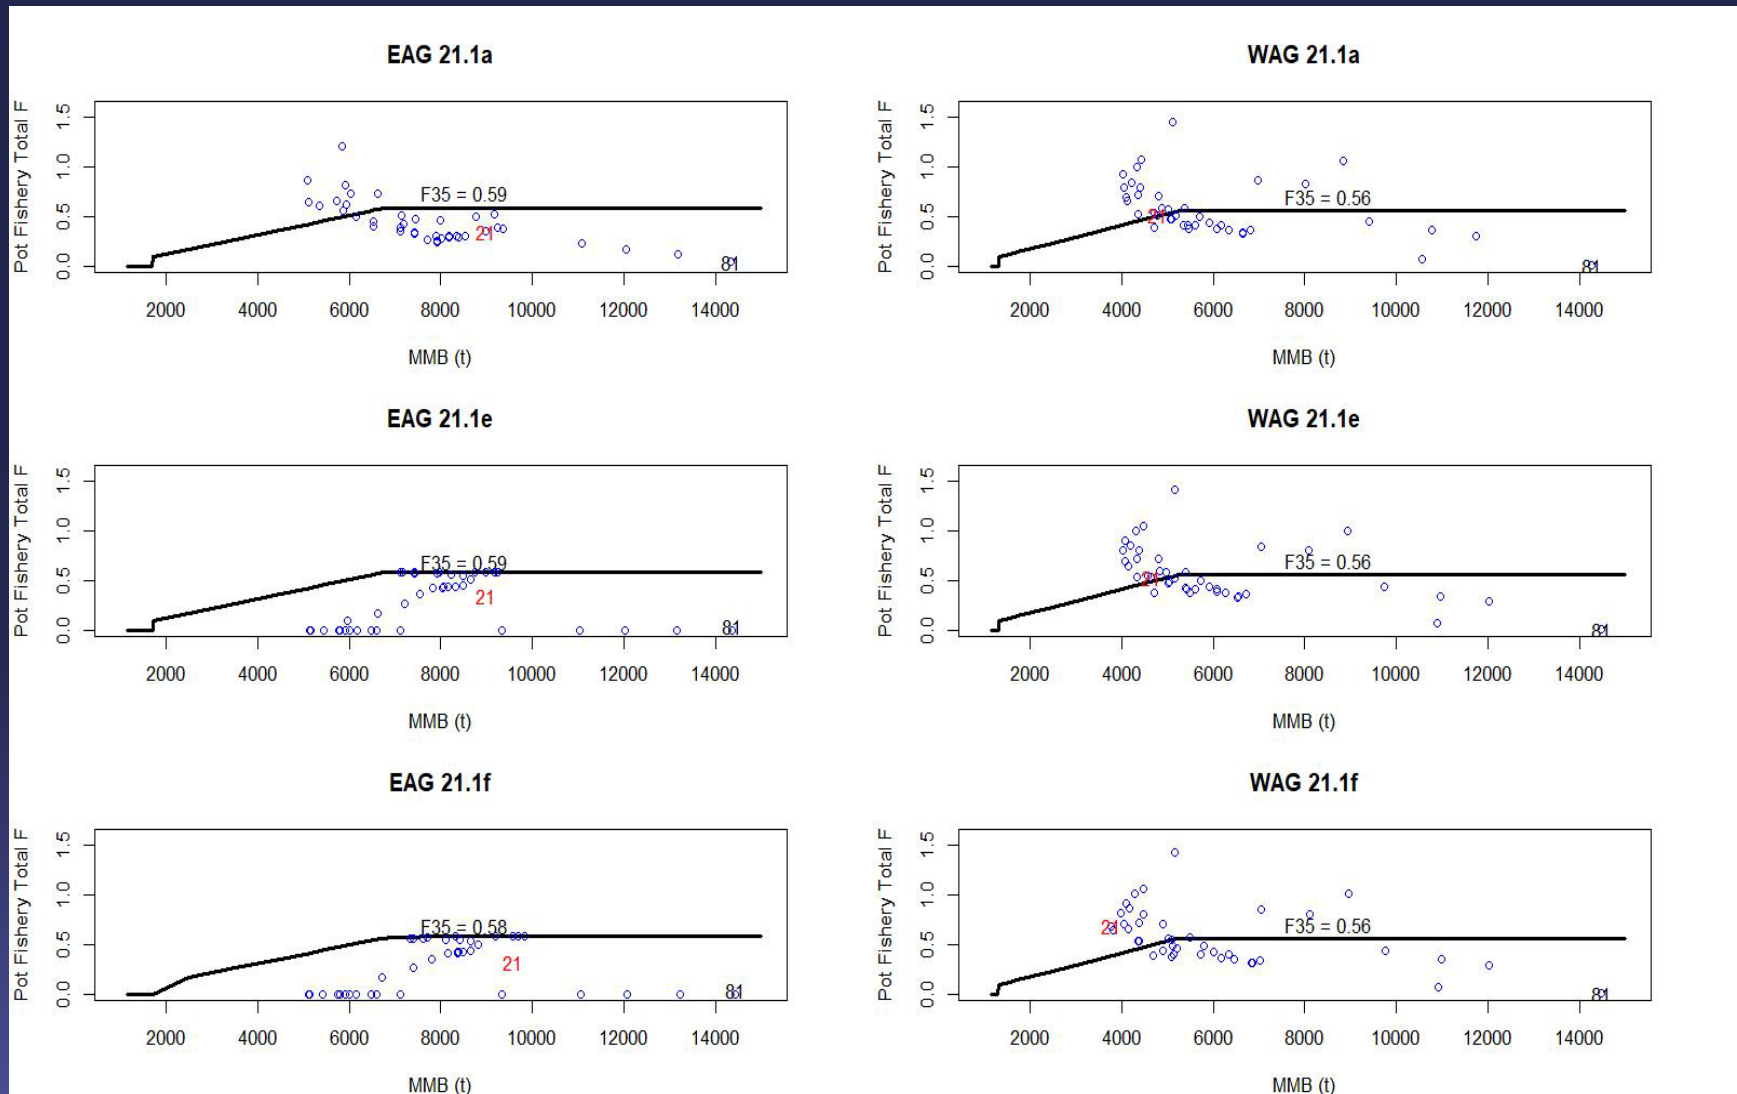 EAG 21.1a
Pot Fishery Total F
1.5
1.0
0.5
0.0
F35 = 0.59
21
81
2000 4000 6000 8000 10000 12000 14000
MMB (t)
WAG 21.1a
Pot Fishery Total F
1.5
1.0
0.5
0.0
F35 = 0.56
21
81
2000 4000 6000 8000 10000 12000 14000
MMB (t)
EAG 21.1e
Pot Fishery Total F
1.5
1.0
0.5
0.0
F35 = 0.59
21
81
2000 4000 6000 8000 10000 12000 14000
MMB (t)
WAG 21.1e
Pot Fishery Total F
1.5
1.0
0.5
0.0
F35 = 0.56
21
81
2000 4000 6000 8000 10000 12000 14000
MMB (t)
EAG 21.1f
Pot Fishery Total F
1.5
1.0
0.5
0.0
F35 = 0.58
21
81
2000 4000 6000 8000 10000 12000 14000
MMB (t)
WAG 21.1f
Pot Fishery Total F
1.5
1.0
0.5
0.0
F35 = 0.56
21
81
2000 4000 6000 8000 10000 12000 14000
MMB (t)